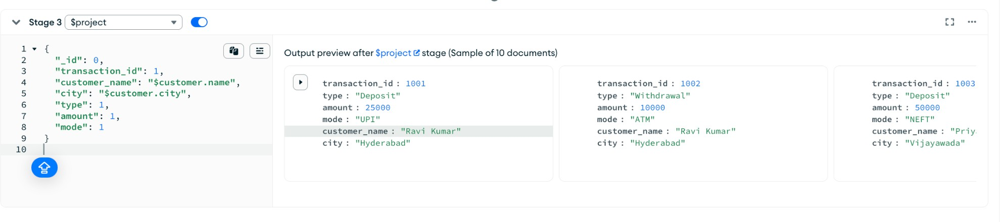 Stage 3 $project
1 {
2 "_id": 0,
3 "transaction_id": 1,
4 "customer_name": "$customer.name",
5 "city": "$customer.city",
6 "type": 1,
7 "amount": 1,
8 "mode": 1
9 }
10
Output preview after $project stage (Sample of 10 documents)
transaction_id : 1001
type : "Deposit"
amount : 25000
mode : "UPI"
customer_name : "Ravi Kumar"
city : "Hyderabad"
transaction_id : 1002
type : "Withdrawal"
amount : 10000
mode : "ATM"
customer_name : "Ravi Kumar"
city : "Hyderabad"
transaction_id : 1003
type : "Deposit"
amount : 50000
mode : "NEFT"
customer_name : "Priy
city : "Vijayawada"